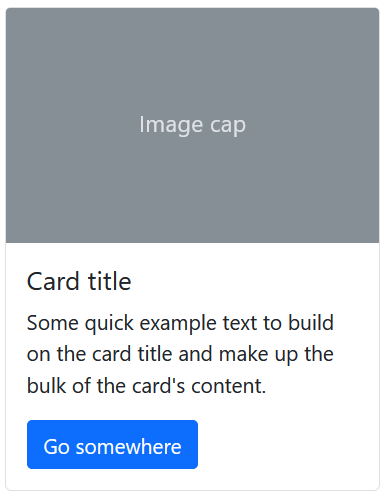 Image cap
Card title
Some quick example text to build
on the card title and make up the
bulk of the card's content.
Go somewhere